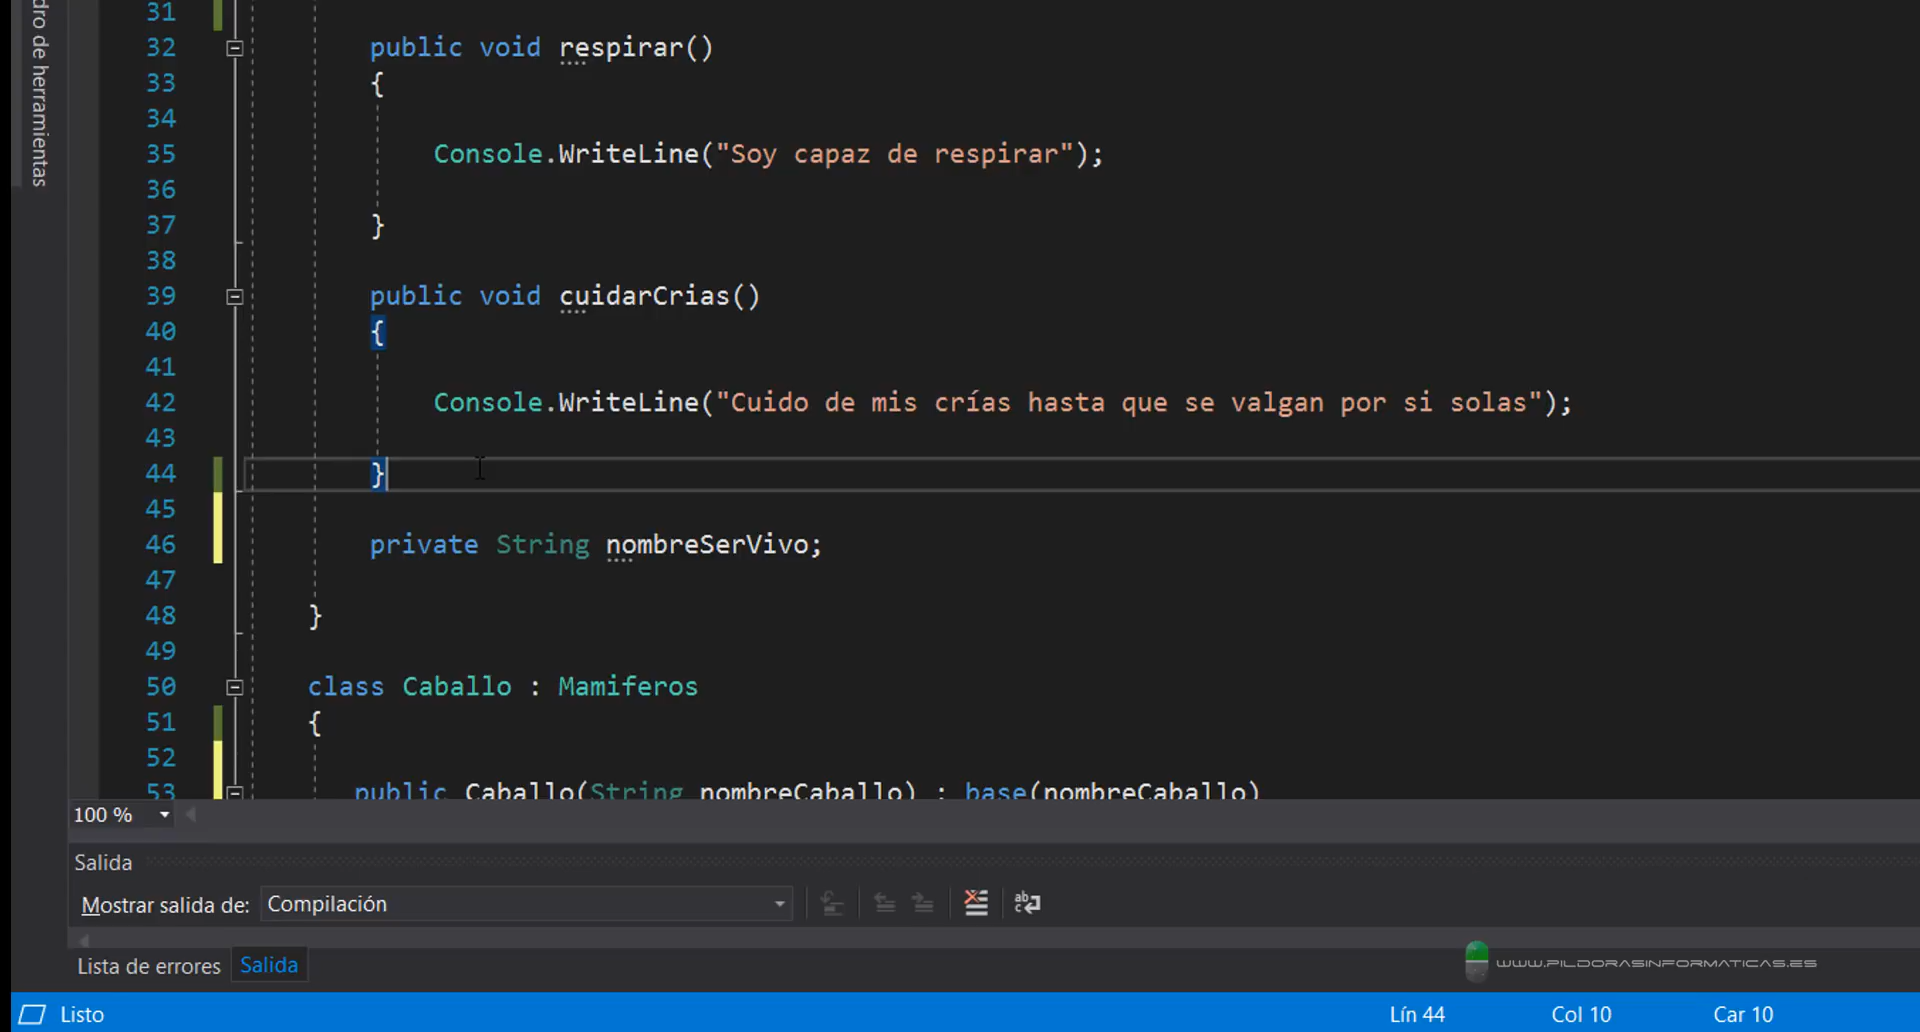 dro de herramientas
31
32 public void respirar()
33 {
34
35 Console.WriteLine("Soy capaz de respirar");
36
37 }
38
39 public void cuidarCrias()
40 {
41
42 Console.WriteLine("Cuido de mis crías hasta que se valgan por si solas");
43
44 }
45
46 private String nombreSerVivo;
47
48 }
49
50 class Caballo : Mamiferos
51 {
52
53 public Caballo(String nombreCaballo) : base(nombreCaballo)
100 %
Salida
Mostrar salida de: Compilación
Lista de errores Salida
WWW.PILDORASINFORMATICAS.ES
Listo Lín 44 Col 10 Car 10